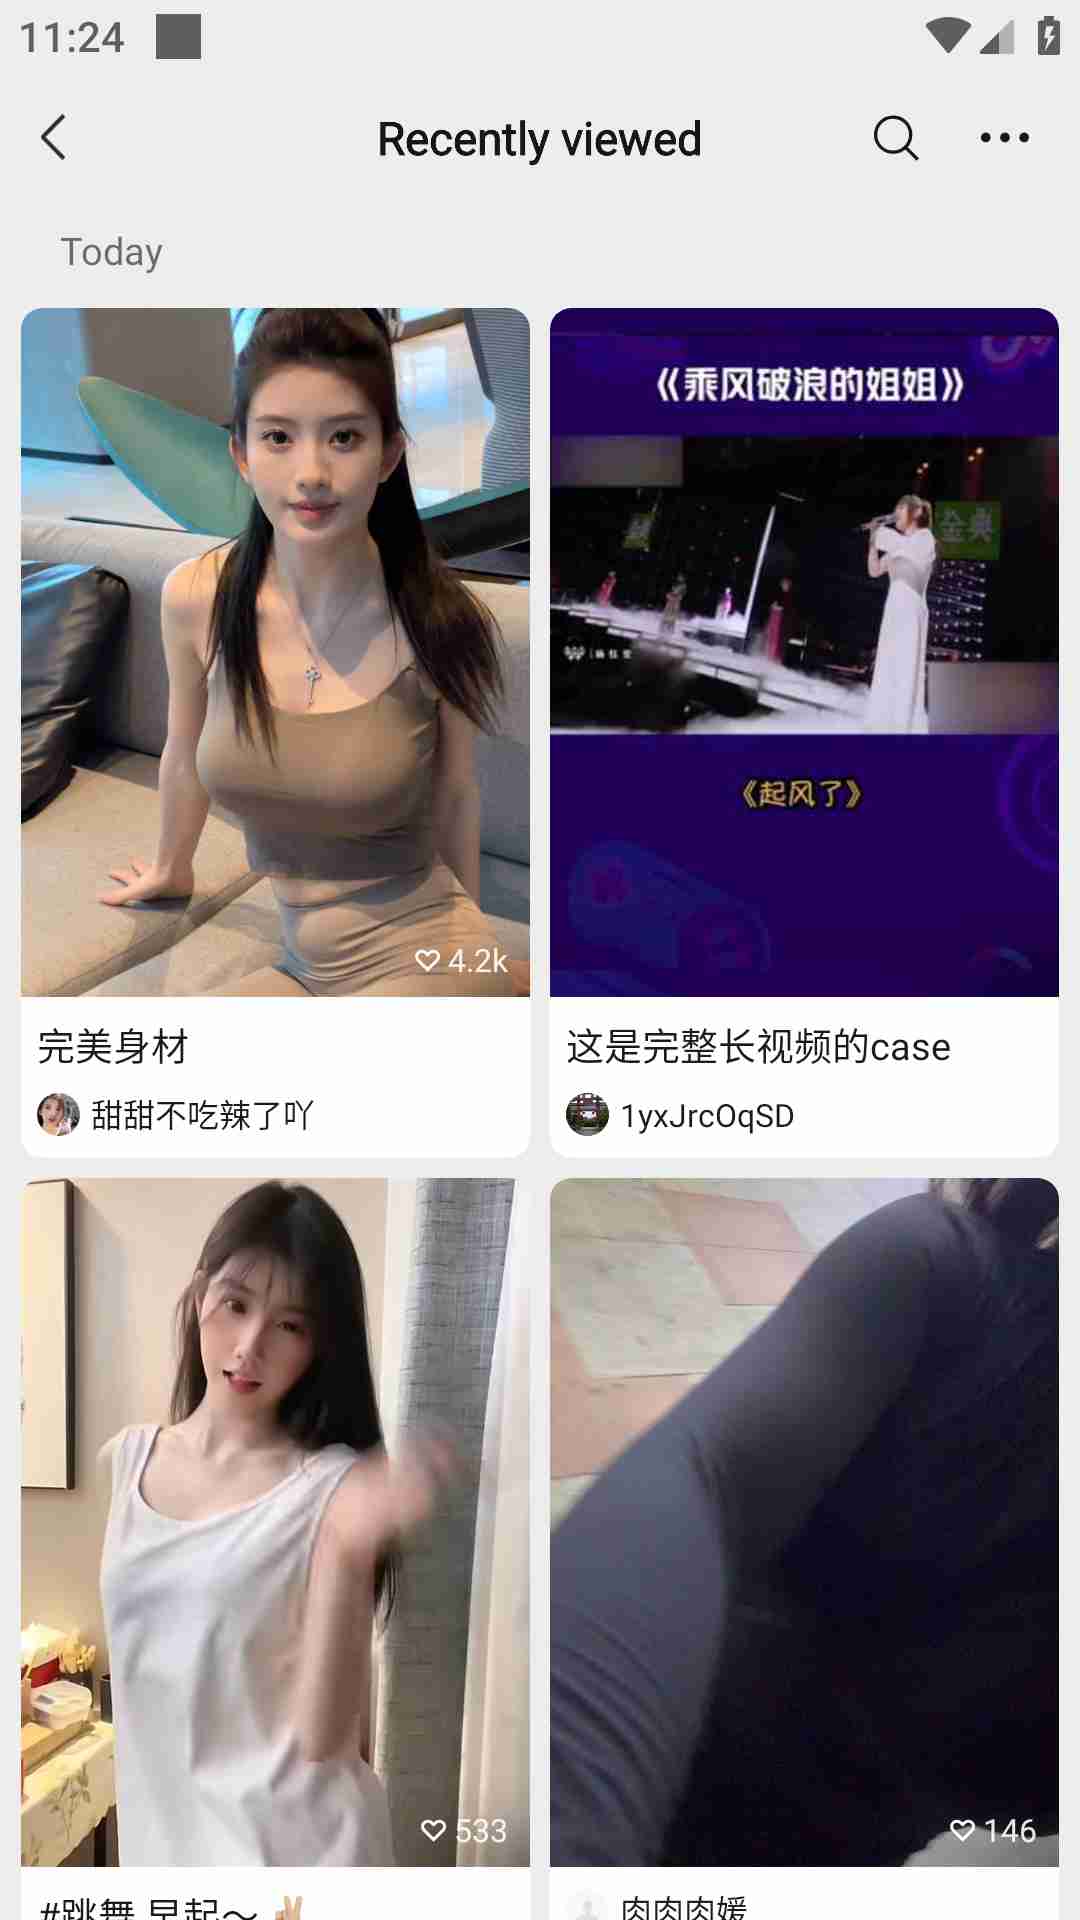 11:24
Recently viewed
Today
《乘风破浪的姐姐》
《起风了》
4.2k
完美身材
甜甜不吃辣了吖
这是完整长视频的case
1yxJrcOqSD
533
146
#跳舞 早起～ ✌🏼
肉肉肉媛